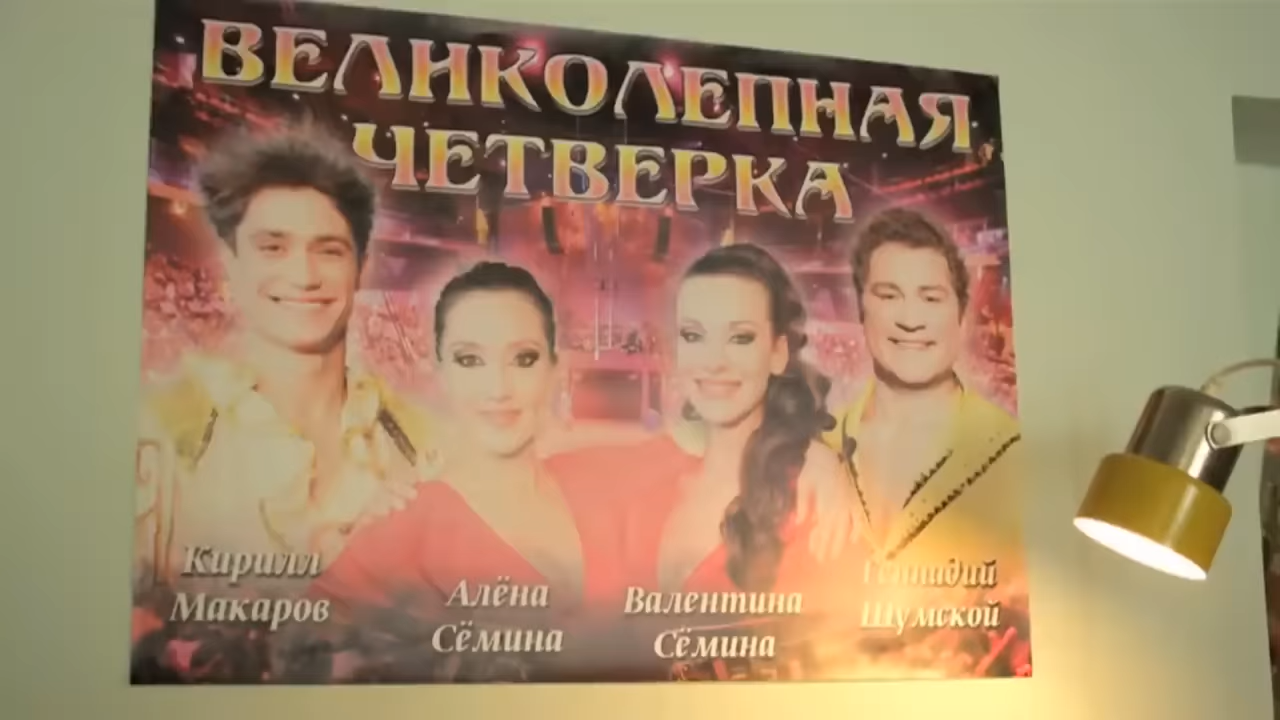 ВЕЛИКОЛЕПНАЯ
ЧЕТВЕРКА
Кирилл
Макаров
Алёна
Сёмина
Валентина
Сёмина
Геннадий
Шумской